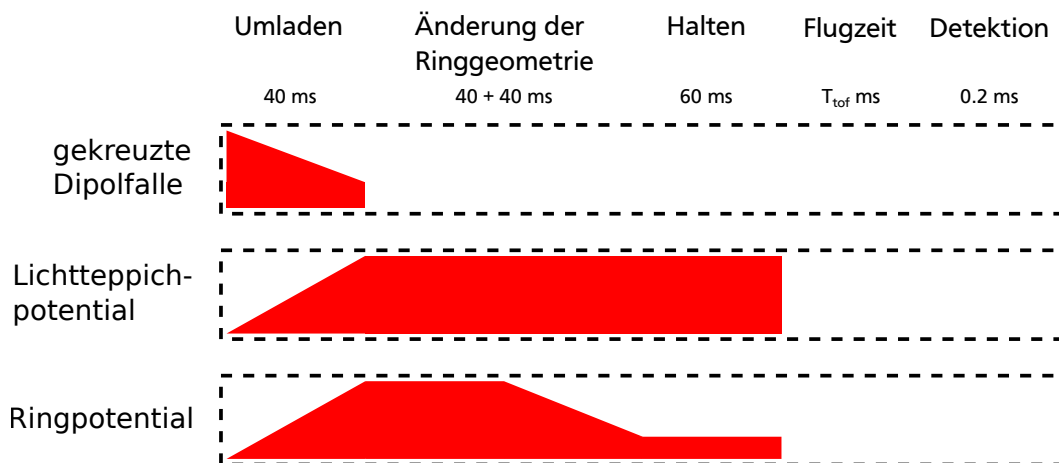 Umladen Änderung der Halten Flugzeit Detektion
Ringgeometrie
40 ms 40 + 40 ms 60 ms T_tof ms 0.2 ms
gekreuzte
Dipolfalle
Lichtteppich-
potential
Ringpotential